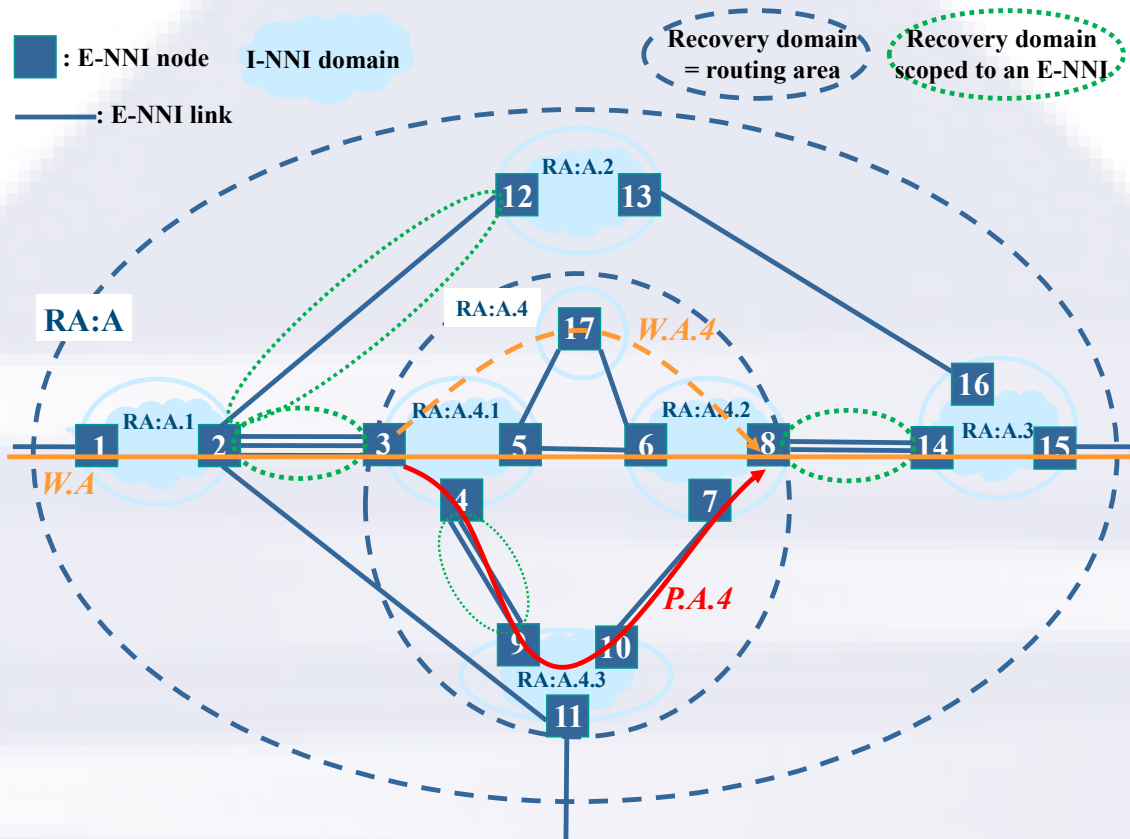 : E-NNI node
I-NNI domain
Recovery domain
= routing area
Recovery domain
scoped to an E-NNI
: E-NNI link
RA:A.2
12
13
RA:A
RA:A.4
17
W.A.4
16
RA:A.1
RA:A.4.1
RA:A.4.2
RA:A.3
1
2
3
5
6
8
14
15
W.A
4
7
P.A.4
9
10
RA:A.4.3
11